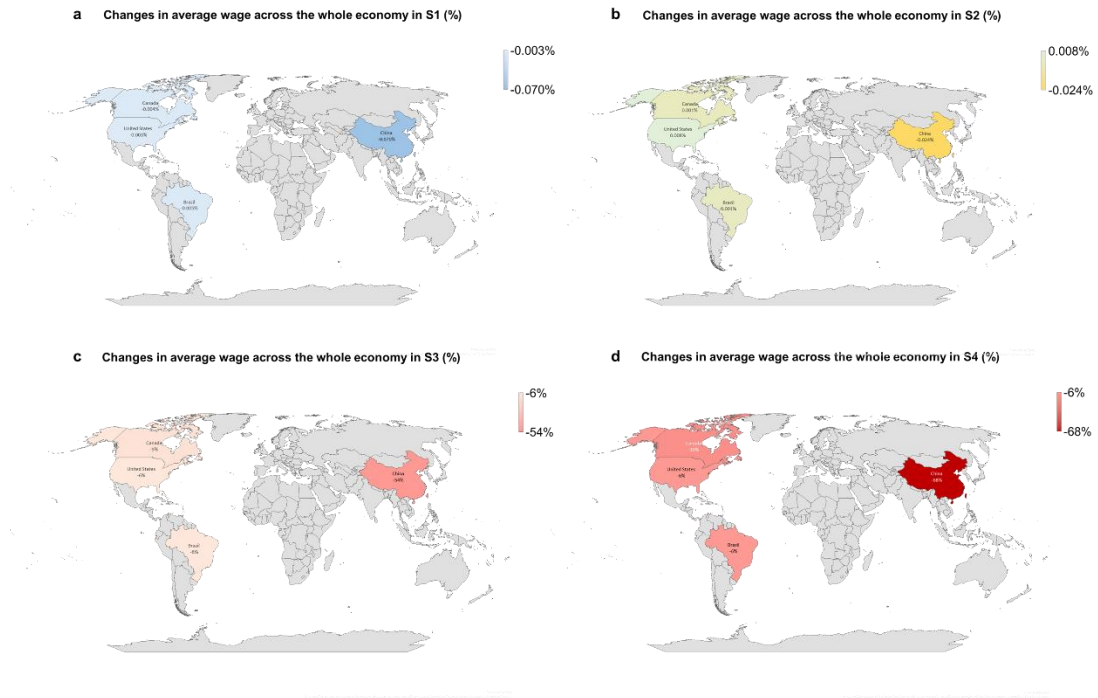 a Changes in average wage across the whole economy in S1 (%)
-0.003%
-0.070%
Canada
-0.004%
United States
-0.003%
China
-0.070%
Brazil
-0.005%
b Changes in average wage across the whole economy in S2 (%)
0.008%
-0.024%
Canada
United States
0.008%
China
-0.024%
Brazil
-0.001%
c Changes in average wage across the whole economy in S3 (%)
-6%
-54%
Canada
United States
-6%
China
-54%
Brazil
-6%
d Changes in average wage across the whole economy in S4 (%)
-6%
-68%
Canada
United States
-6%
China
-68%
Brazil
-6%